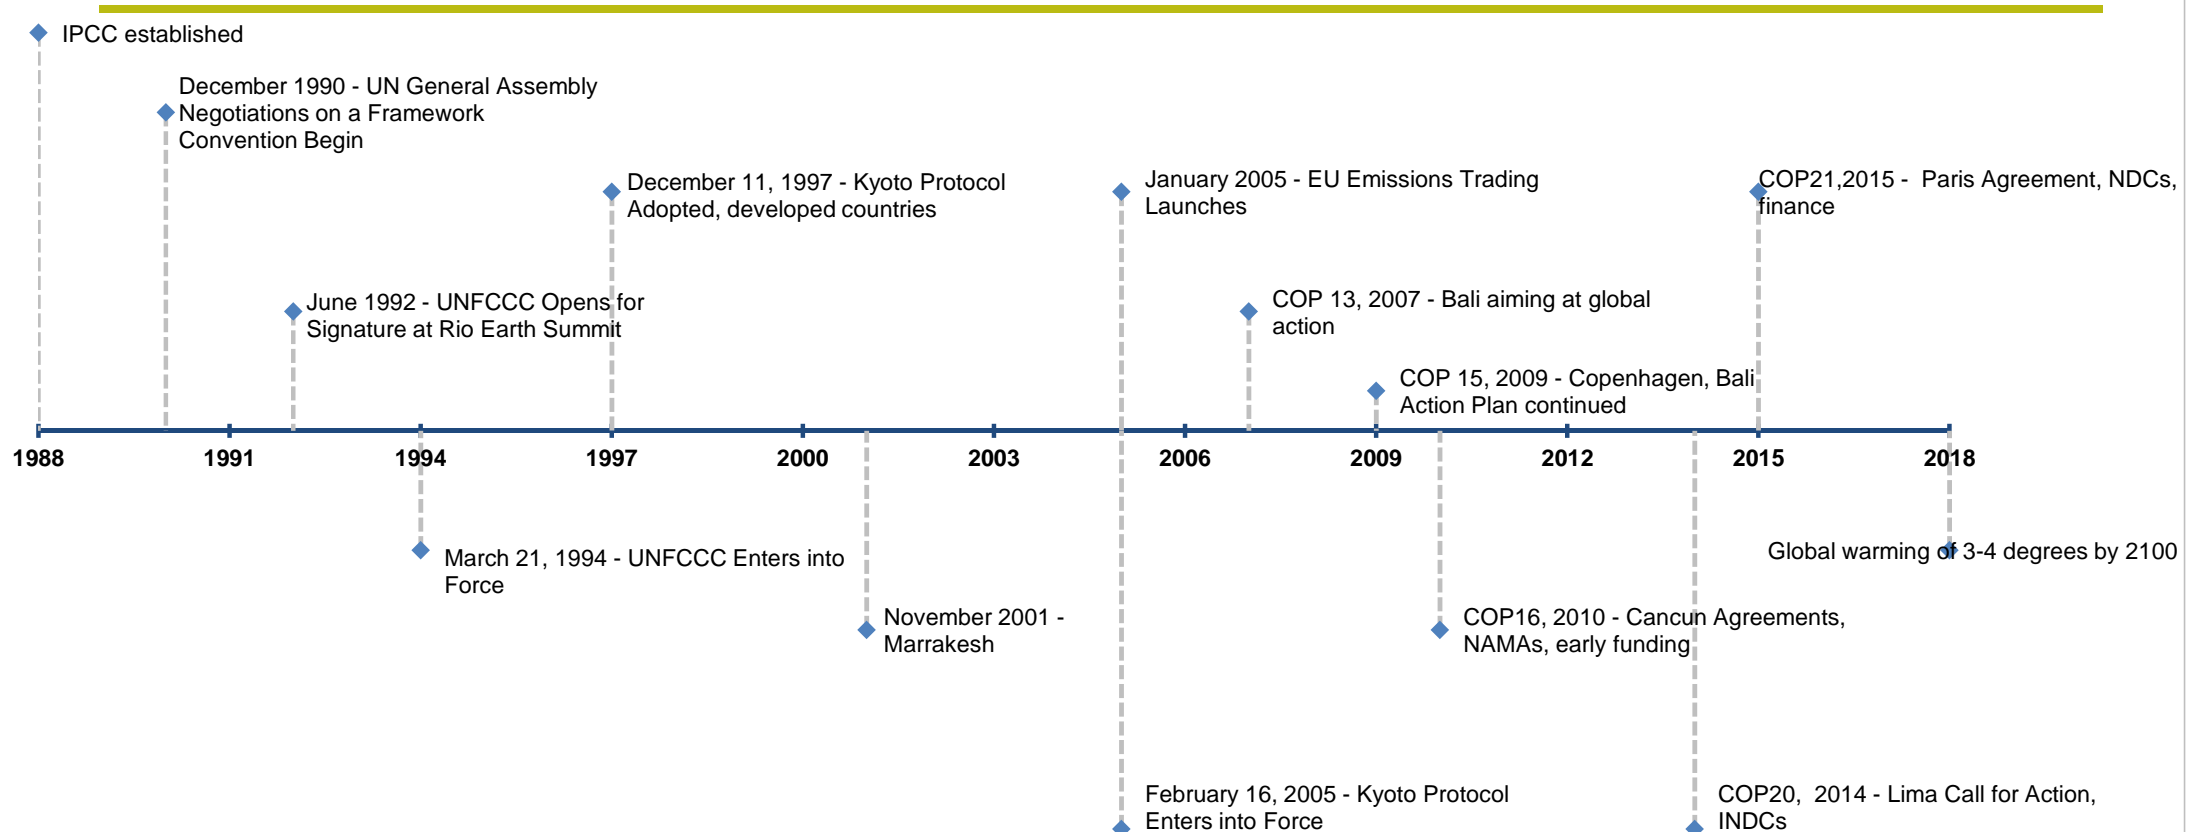 IPCC established
December 1990 - UN General Assembly
Negotiations on a Framework
Convention Begin
December 11, 1997 - Kyoto Protocol
Adopted, developed countries
January 2005 - EU Emissions Trading
Launches
COP21,2015 -  Paris Agreement, NDCs,
finance
June 1992 - UNFCCC Opens for
Signature at Rio Earth Summit
COP 13, 2007 - Bali aiming at global
action
COP 15, 2009 - Copenhagen, Bali
Action Plan continued
1988 1991 1994 1997 2000 2003 2006 2009 2012 2015 2018
March 21, 1994 - UNFCCC Enters into
Force
Global warming of 3-4 degrees by 2100
November 2001 -
Marrakesh
COP16, 2010 - Cancun Agreements,
NAMAs, early funding
February 16, 2005 - Kyoto Protocol
Enters into Force
COP20,  2014 - Lima Call for Action,
INDCs